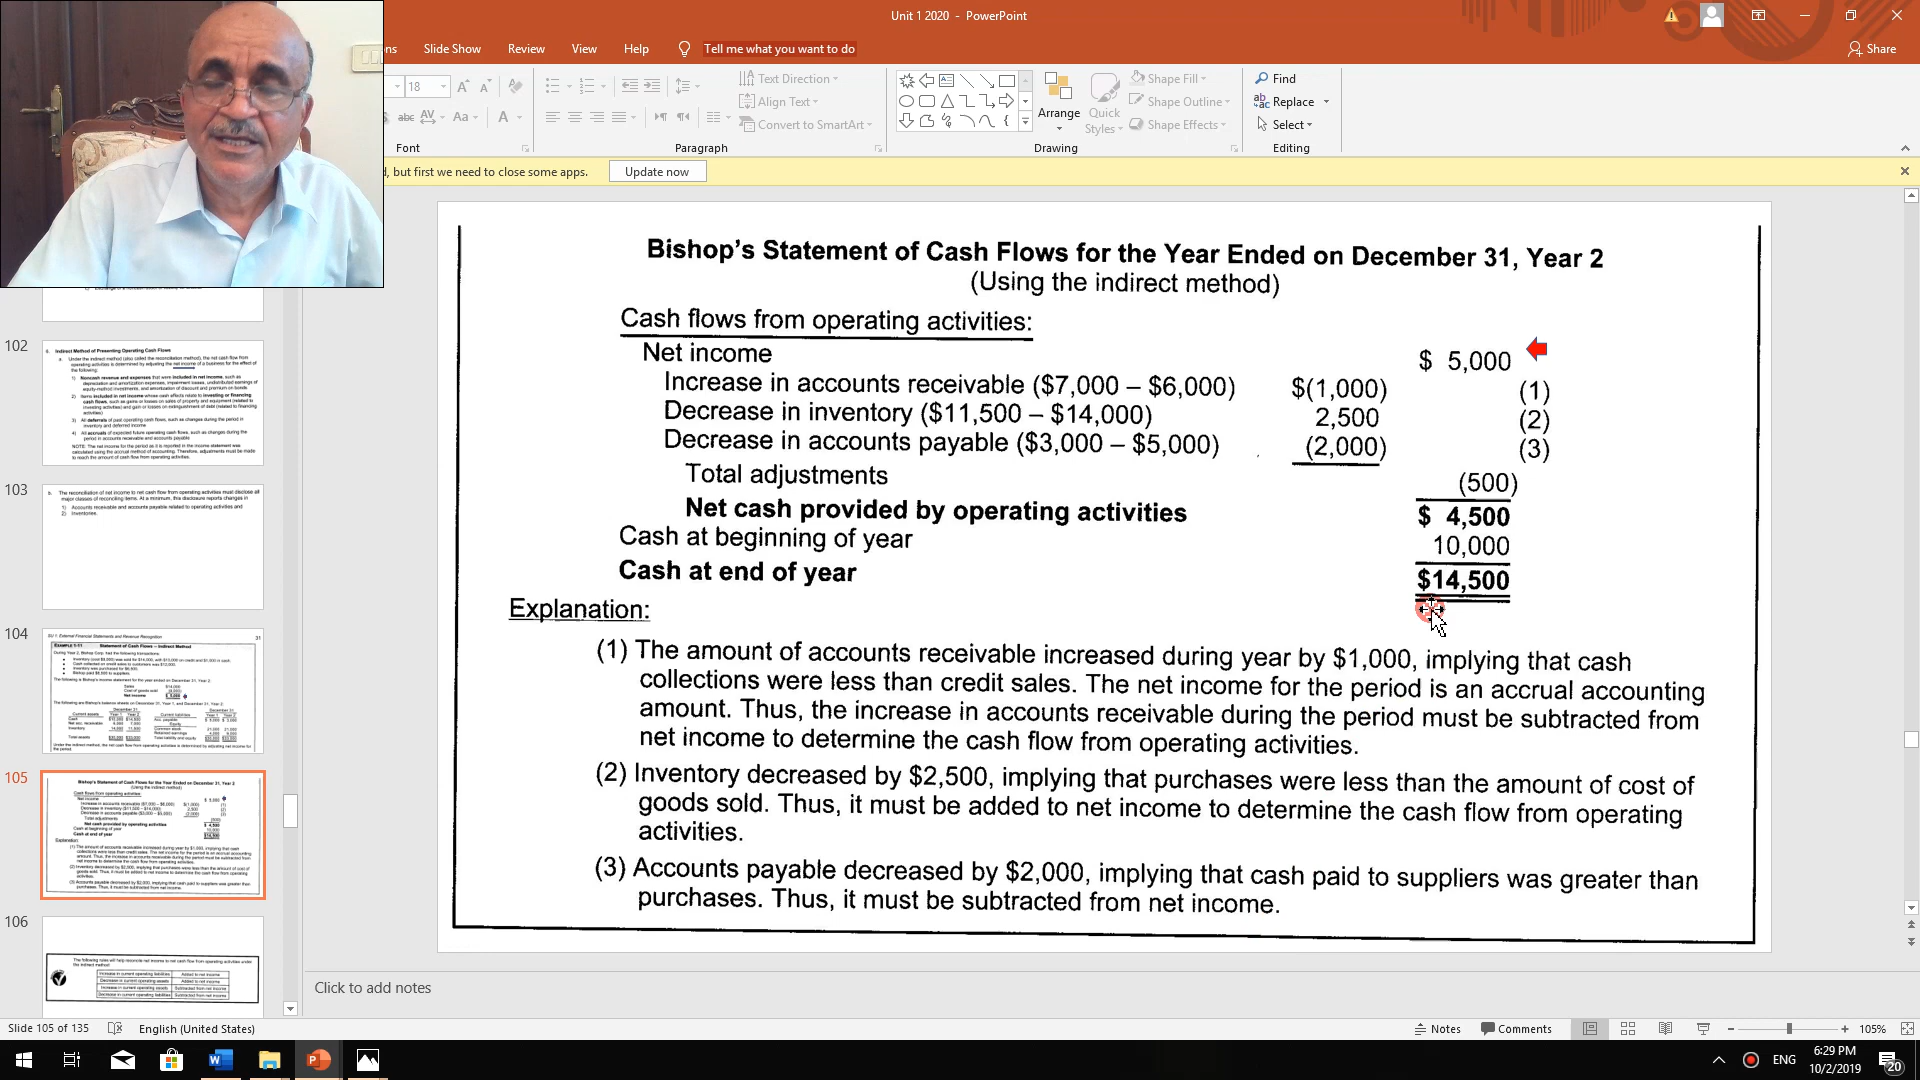 Unit 1 2020 - PowerPoint
ons Slide Show Review View Help Tell me what you want to do Share
18
Text Direction
Align Text
Convert to SmartArt
Arrange
Quick Styles
Shape Fill
Shape Outline
Shape Effects
Find
Replace
Select
Font Paragraph Drawing Editing
d, but first we need to close some apps. Update now
Bishop's Statement of Cash Flows for the Year Ended on December 31, Year 2
(Using the indirect method)
Cash flows from operating activities:
Net income $ 5,000
Increase in accounts receivable ($7,000 – $6,000) $(1,000) (1)
Decrease in inventory ($11,500 – $14,000) 2,500 (2)
Decrease in accounts payable ($3,000 – $5,000) (2,000) (3)
Total adjustments (500)
Net cash provided by operating activities $ 4,500
Cash at beginning of year 10,000
Cash at end of year $14,500
Explanation:
(1) The amount of accounts receivable increased during year by $1,000, implying that cash
collections were less than credit sales. The net income for the period is an accrual accounting
amount. Thus, the increase in accounts receivable during the period must be subtracted from
net income to determine the cash flow from operating activities.
(2) Inventory decreased by $2,500, implying that purchases were less than the amount of cost of
goods sold. Thus, it must be added to net income to determine the cash flow from operating
activities.
(3) Accounts payable decreased by $2,000, implying that cash paid to suppliers was greater than
purchases. Thus, it must be subtracted from net income.
102
Indirect Method of Presenting Operating Cash Flows
103
104
105
106
Click to add notes
Slide 105 of 135 English (United States) Notes Comments 105%
ENG
6:29 PM
10/2/2019
20